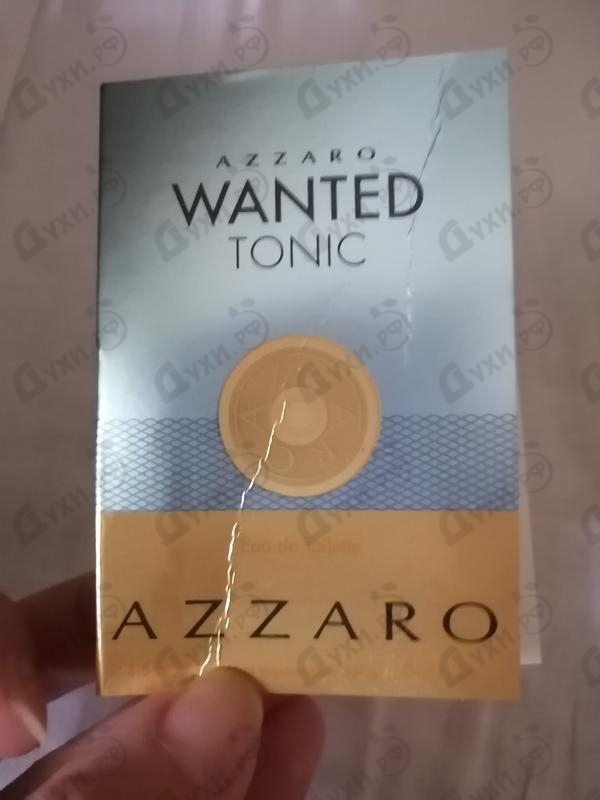 AZZARO
WANTED
TONIC
Eau de Toilette
AZZARO